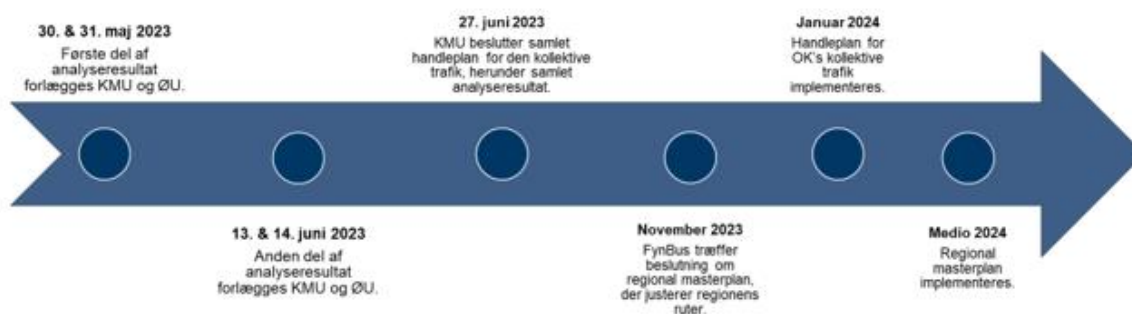 30. & 31. maj 2023
Første del af
analyseresultat
forlægges KMU og ØU.
13. & 14. juni 2023
Anden del af
analyseresultat
forlægges KMU og ØU.
27. juni 2023
KMU beslutter samlet
handleplan for den kollektive
trafik, herunder samlet
analyseresultat.
November 2023
FynBus træffer
beslutning om
regional masterplan,
der justerer regionens
ruter.
Januar 2024
Handleplan for
OK's kollektive
trafik
implementeres.
Medio 2024
Regional
masterplan
implementeres.